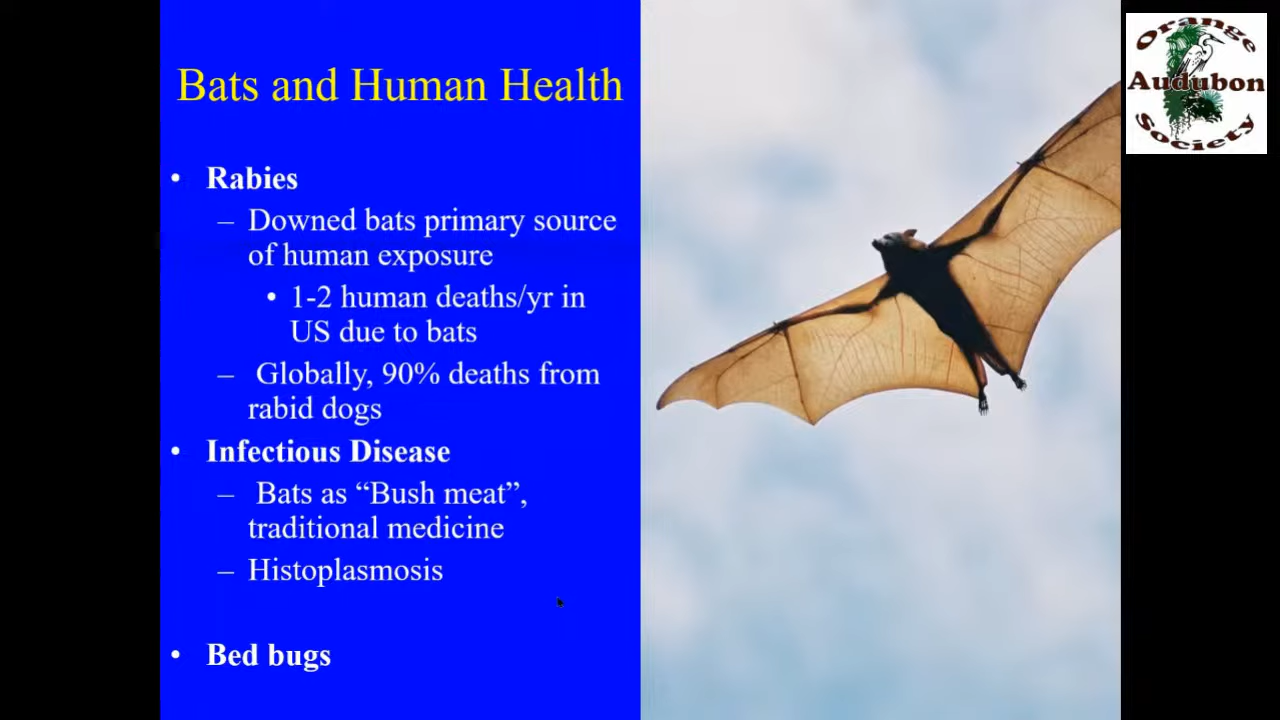 Bats and Human Health
• Rabies
– Downed bats primary source
of human exposure
• 1-2 human deaths/yr in
US due to bats
– Globally, 90% deaths from
rabid dogs
• Infectious Disease
– Bats as “Bush meat”,
traditional medicine
– Histoplasmosis
• Bed bugs
Orange
Audubon
Society